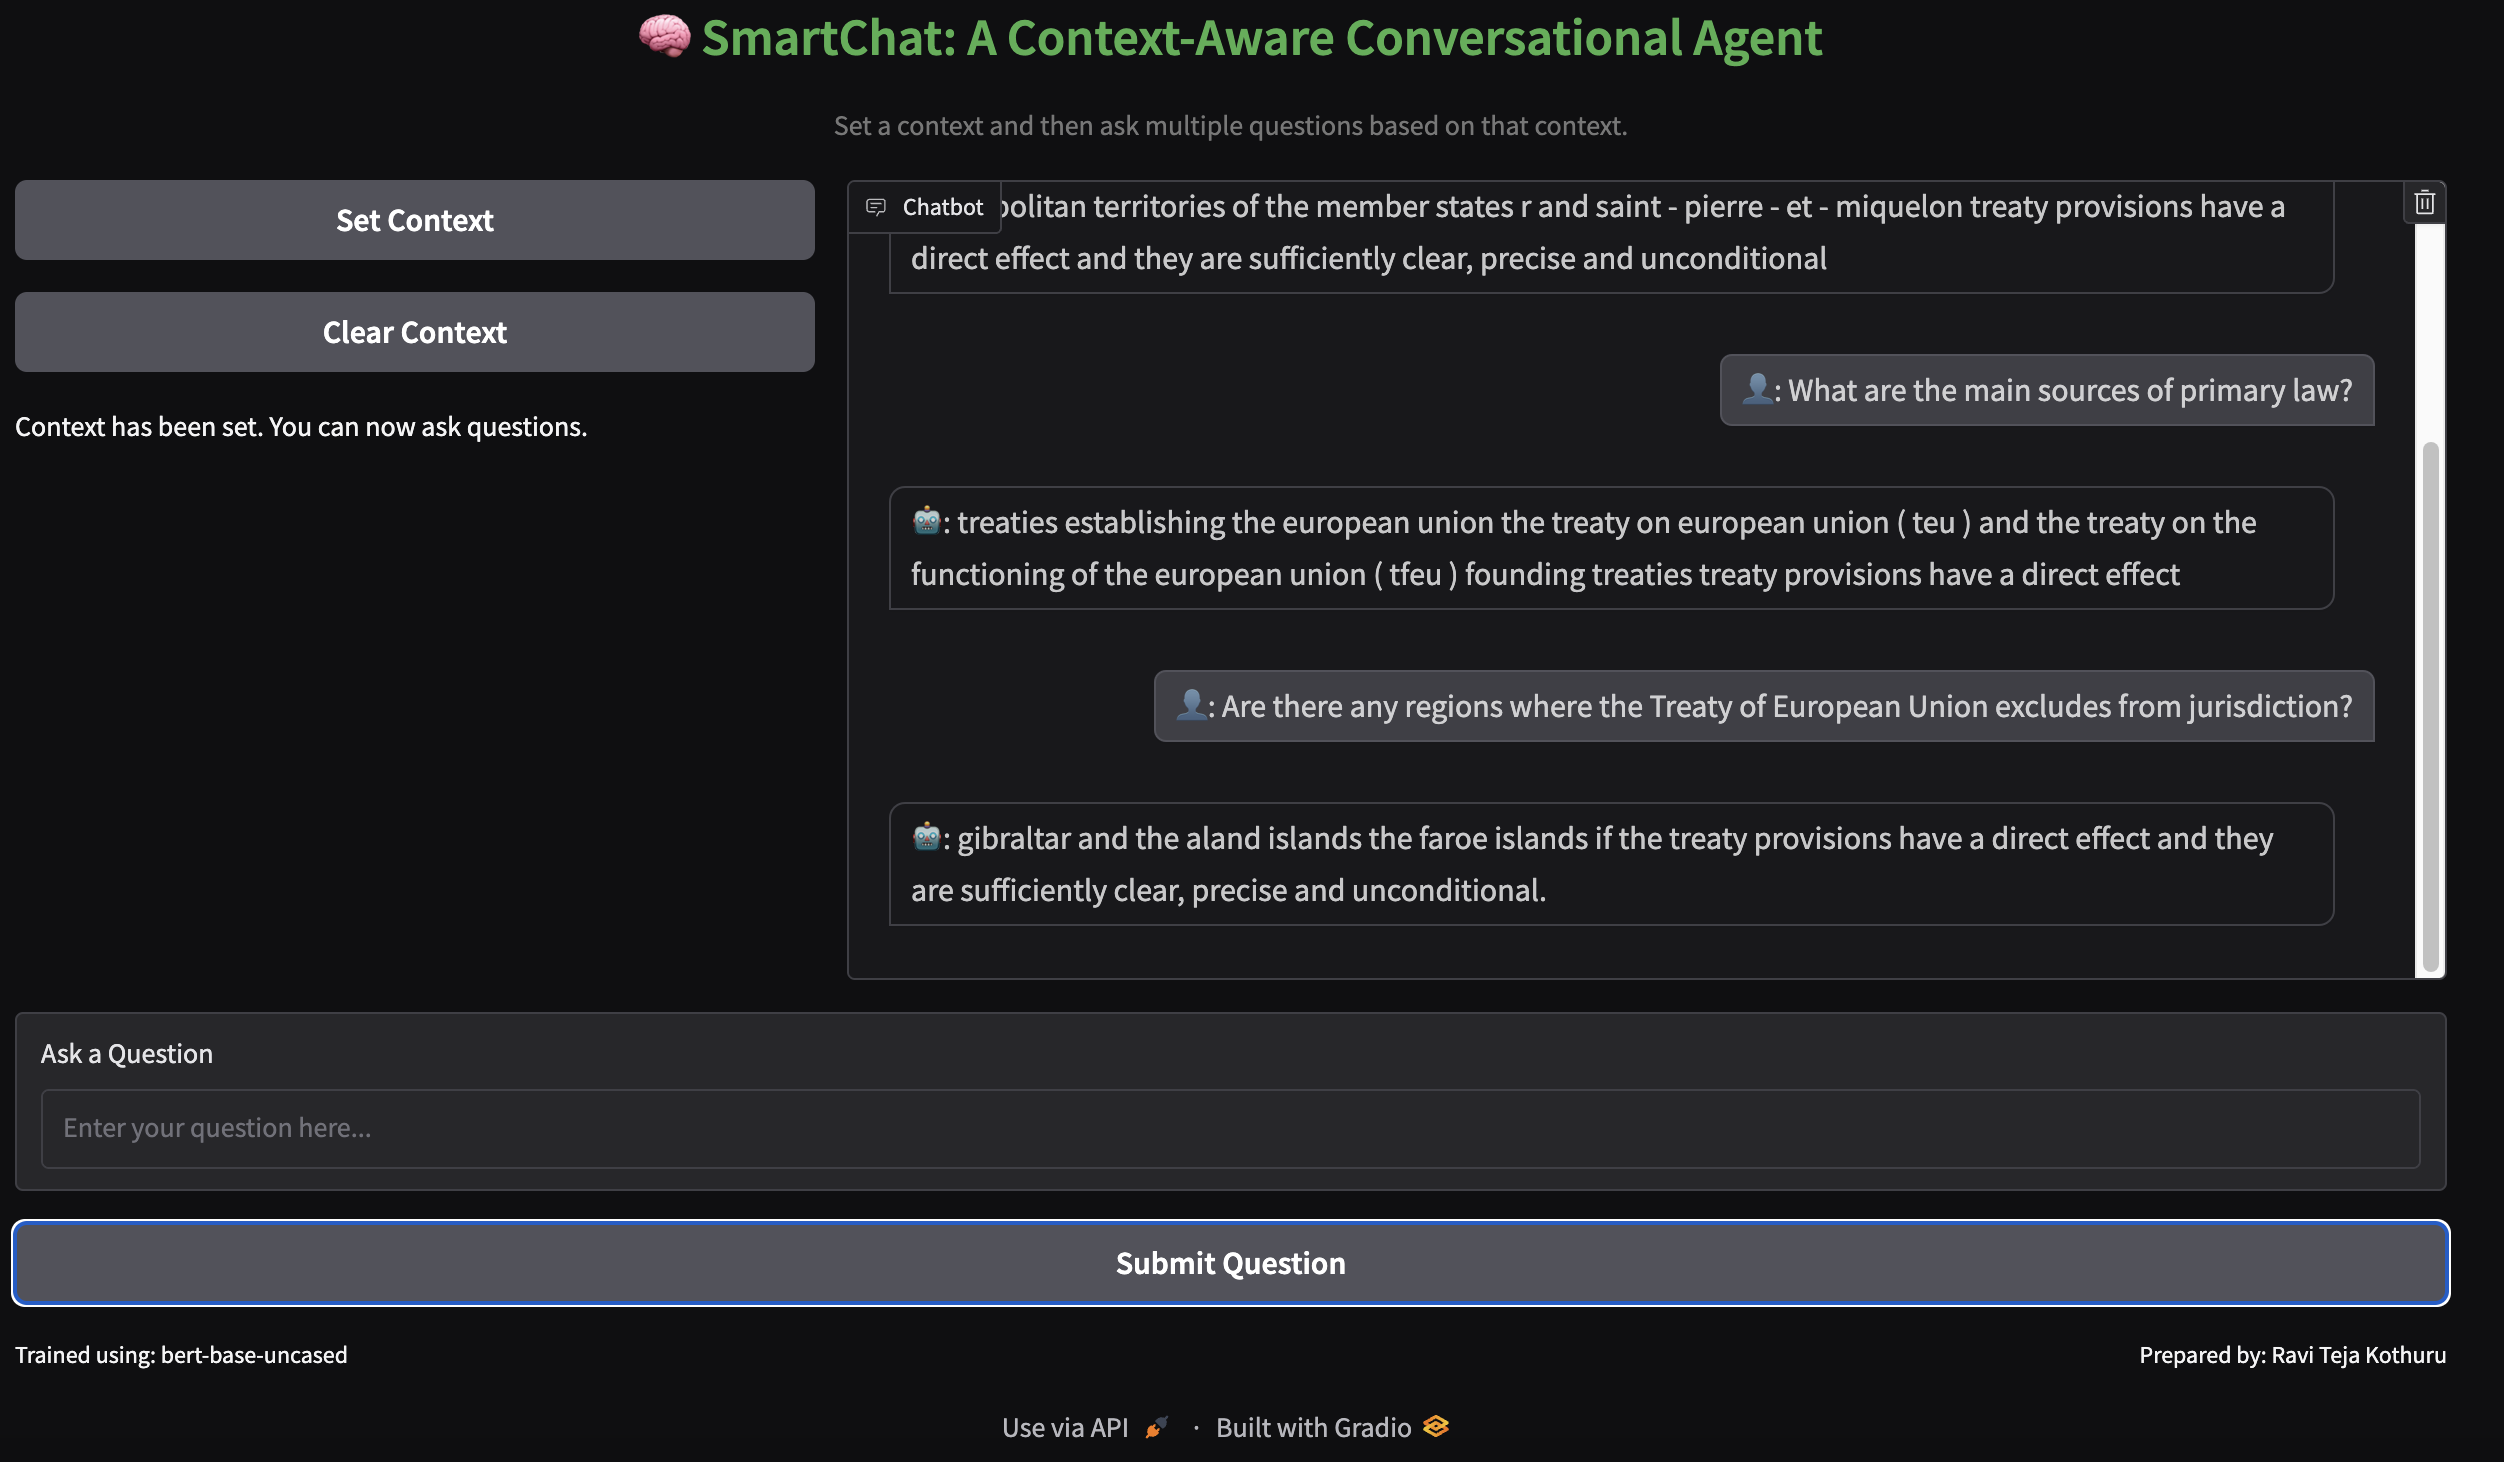 SmartChat: A Context-Aware Conversational Agent
Set a context and then ask multiple questions based on that context.
Set Context
Clear Context
Context has been set. You can now ask questions.
Chatbot
politan territories of the member states r and saint - pierre - et - miquelon treaty provisions have a
direct effect and they are sufficiently clear, precise and unconditional
: What are the main sources of primary law?
: treaties establishing the european union the treaty on european union ( teu ) and the treaty on the
functioning of the european union ( tfeu ) founding treaties treaty provisions have a direct effect
: Are there any regions where the Treaty of European Union excludes from jurisdiction?
: gibraltar and the aland islands the faroe islands if the treaty provisions have a direct effect and they
are sufficiently clear, precise and unconditional.
Ask a Question
Enter your question here...
Submit Question
Trained using: bert-base-uncased
Prepared by: Ravi Teja Kothuru
Use via API · Built with Gradio